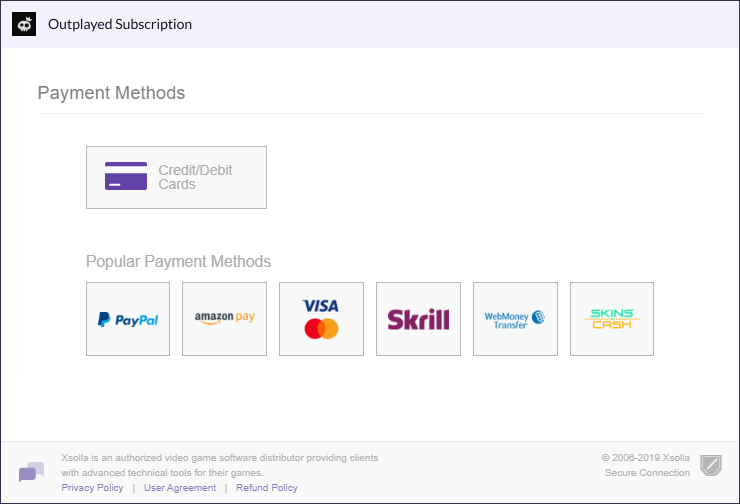 Outplayed Subscription
Payment Methods
Credit/Debit
Cards
Popular Payment Methods
PayPal
amazon pay
VISA
Skrill
WebMoney
Transfer
SKINS
CASH
Xsolla is an authorized video game software distributor providing clients
with advanced technical tools for their games.
Privacy Policy | User Agreement | Refund Policy
© 2006-2019 Xsolla
Secure Connection